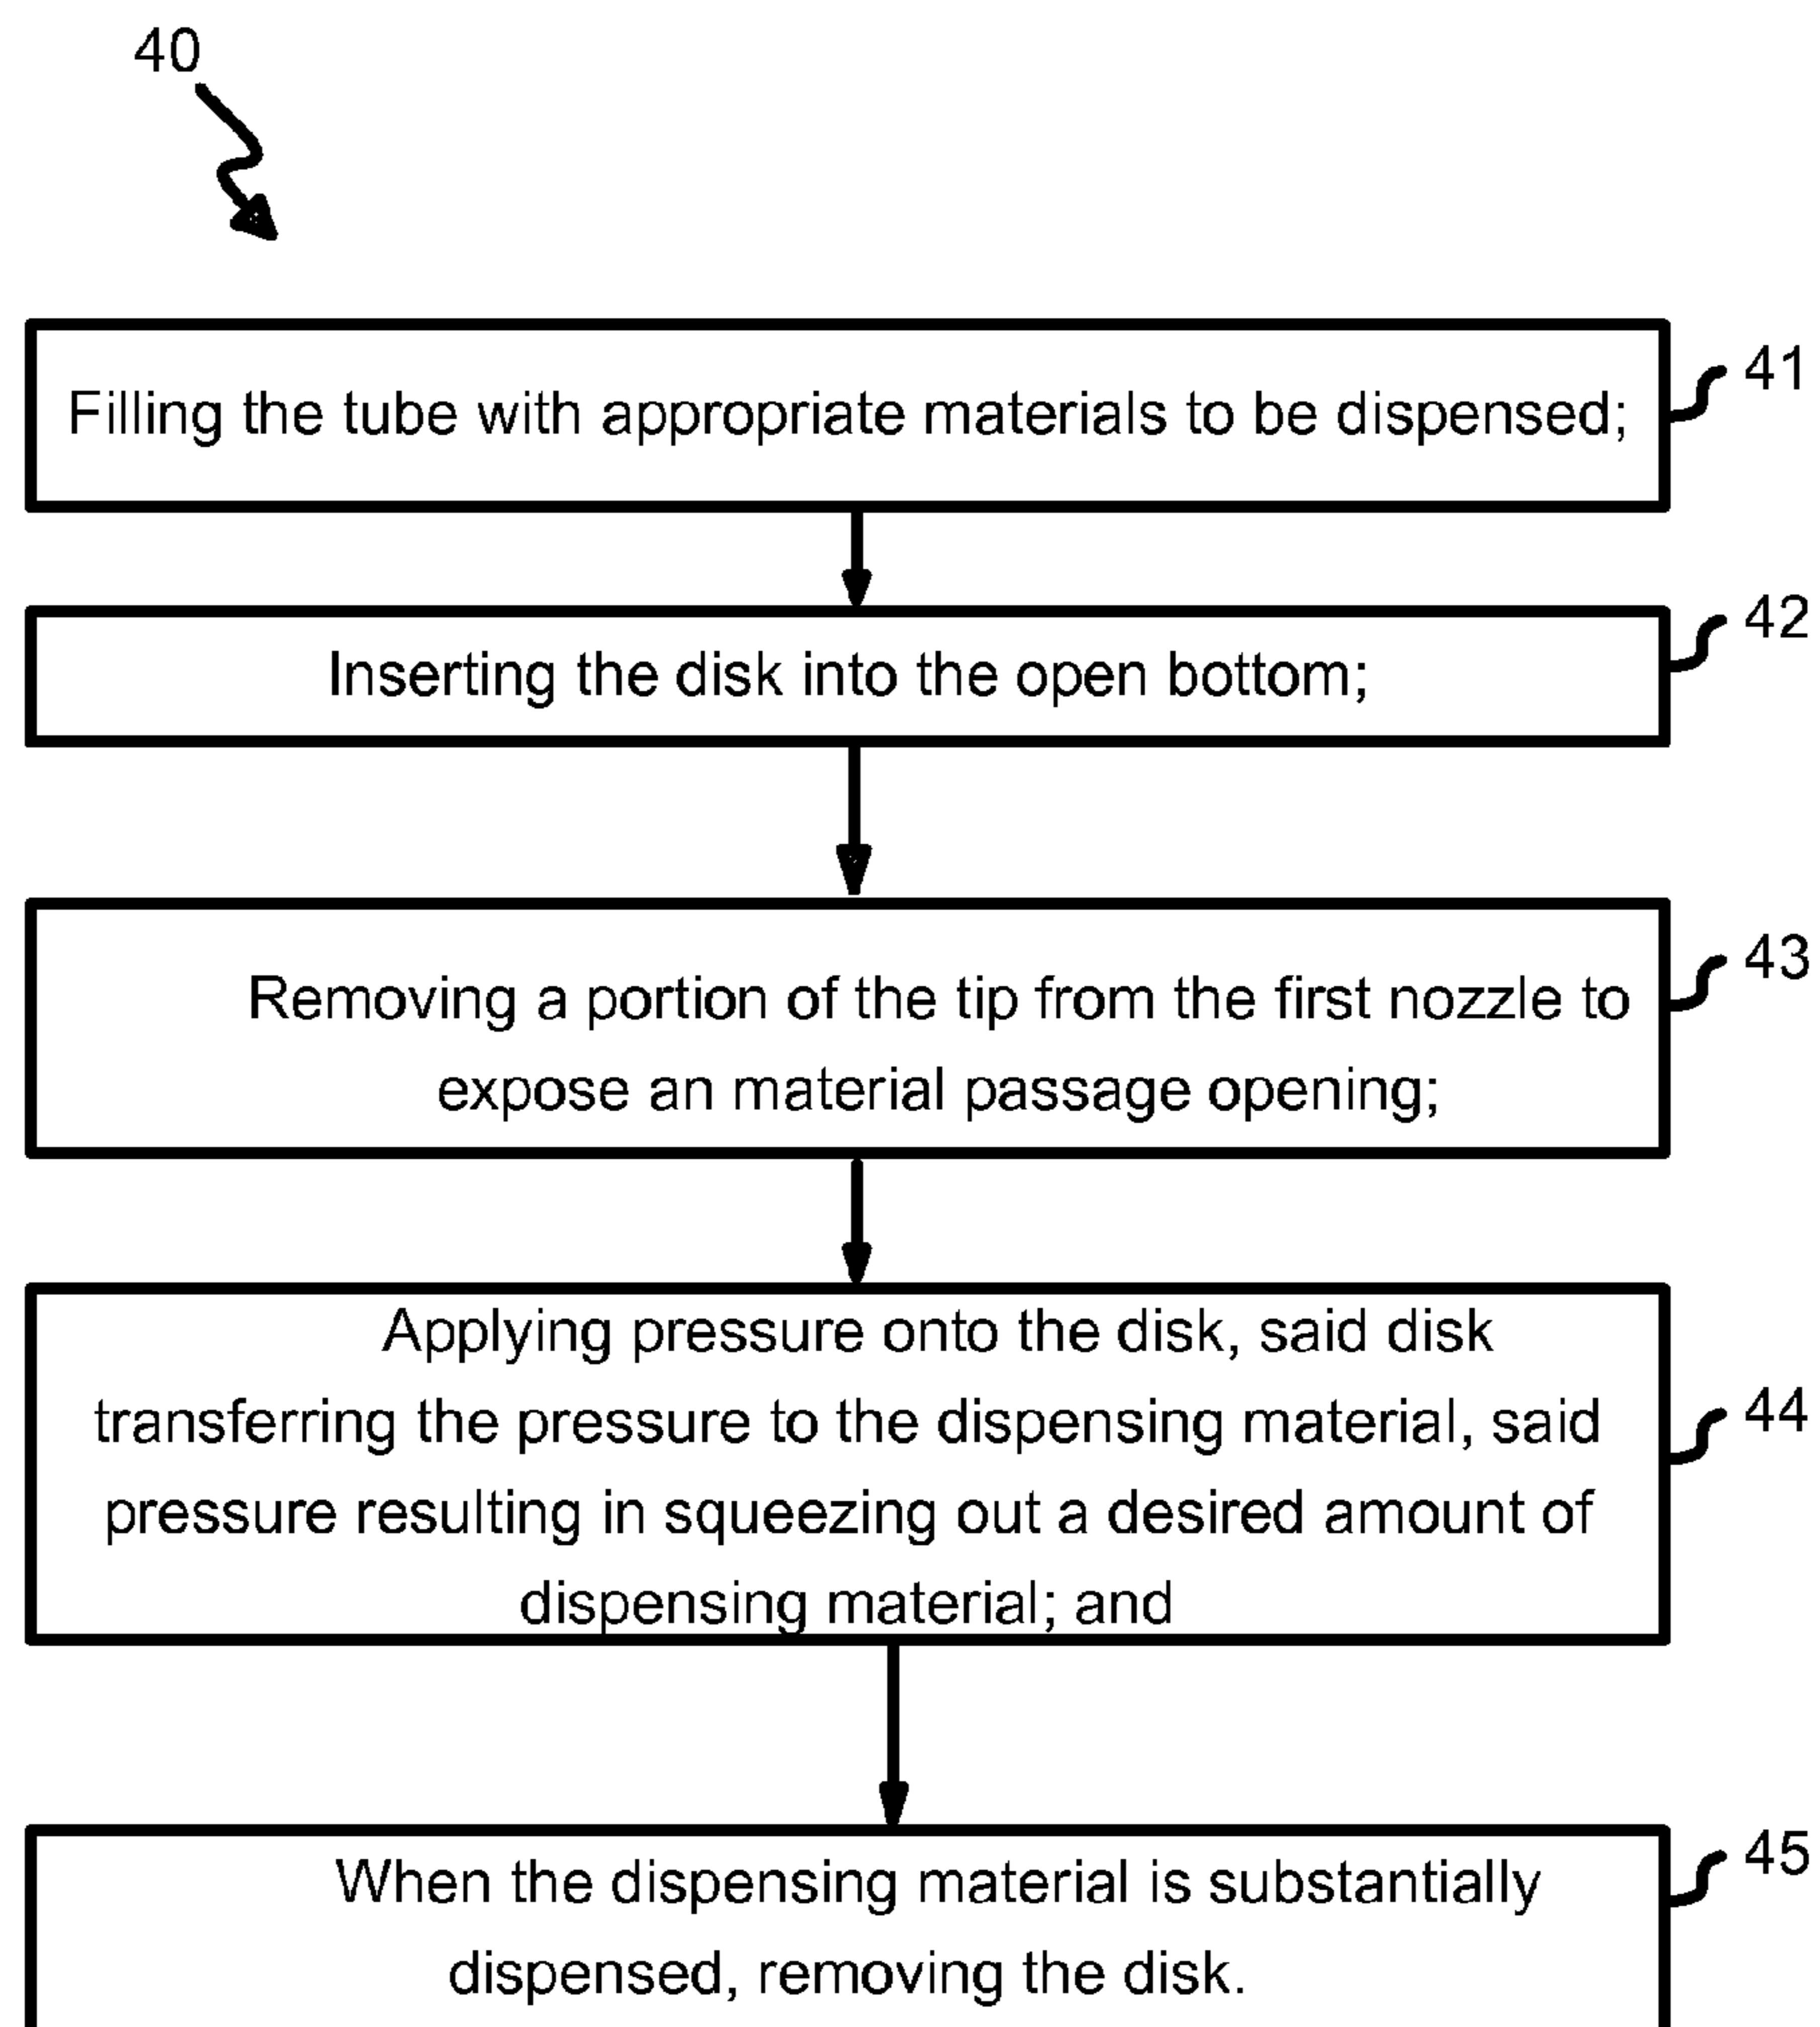 40
Filling the tube with appropriate materials to be dispensed;
41
Inserting the disk into the open bottom;
42
Removing a portion of the tip from the first nozzle to
expose an material passage opening;
43
Applying pressure onto the disk, said disk
transferring the pressure to the dispensing material, said
pressure resulting in squeezing out a desired amount of
dispensing material; and
44
When the dispensing material is substantially
dispensed, removing the disk.
45